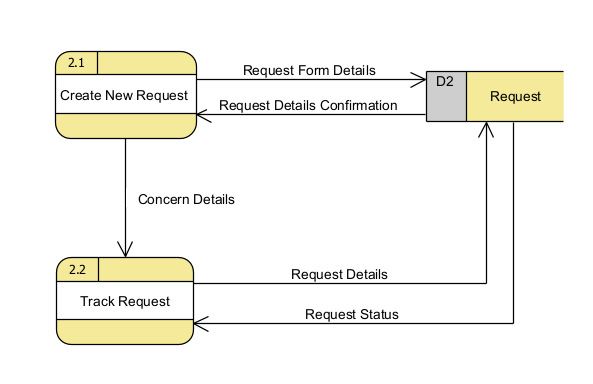 2.1
Create New Request
Request Form Details
Request Details Confirmation
D2
Request
Concern Details
2.2
Track Request
Request Details
Request Status